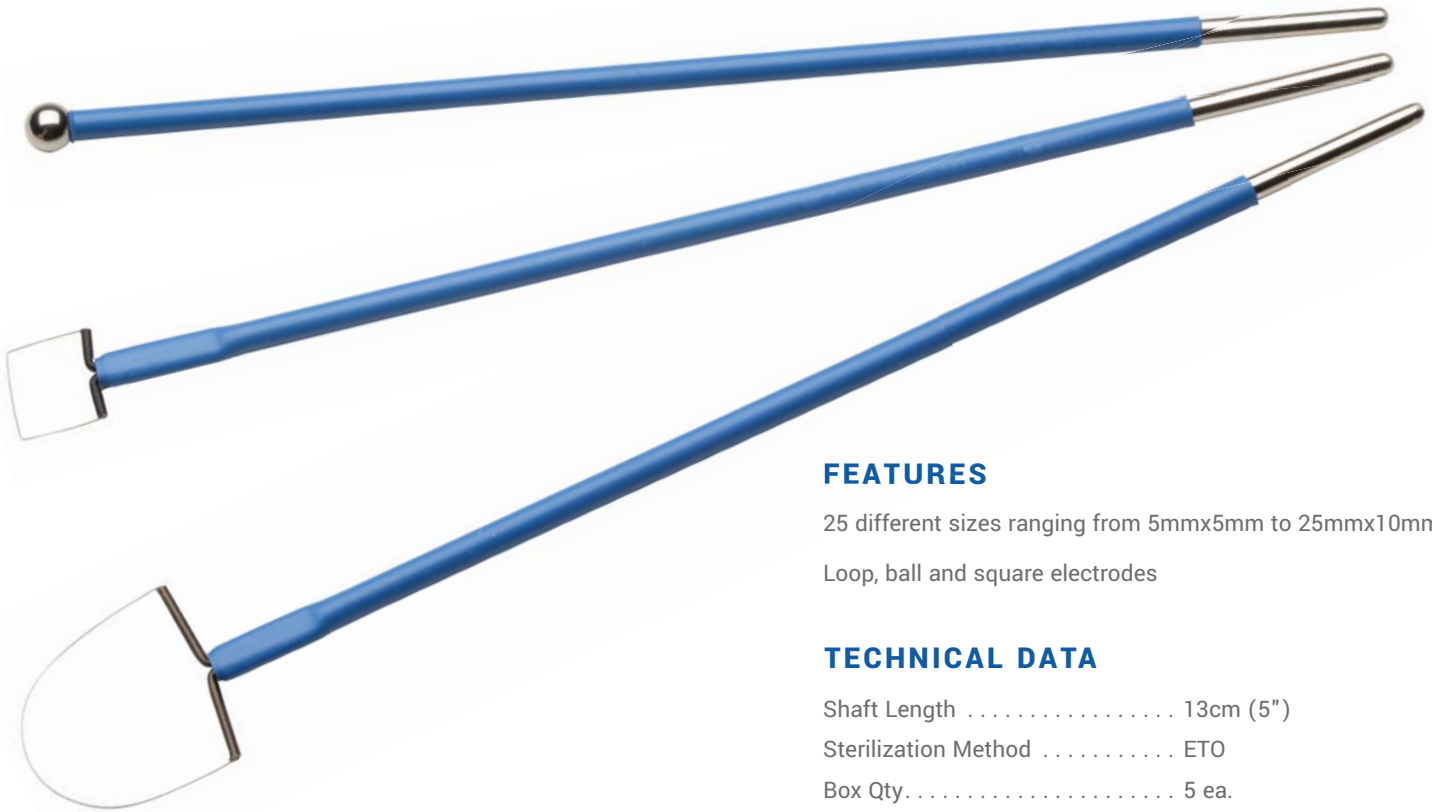 FEATURES
25 different sizes ranging from 5mmx5mm to 25mmx10mm
Loop, ball and square electrodes
TECHNICAL DATA
Shaft Length . . . . . . . . . . . . . . . . . 13cm (5")
Sterilization Method . . . . . . . . . . . ETO
Box Qty. . . . . . . . . . . . . . . . . . . . . . 5 ea.